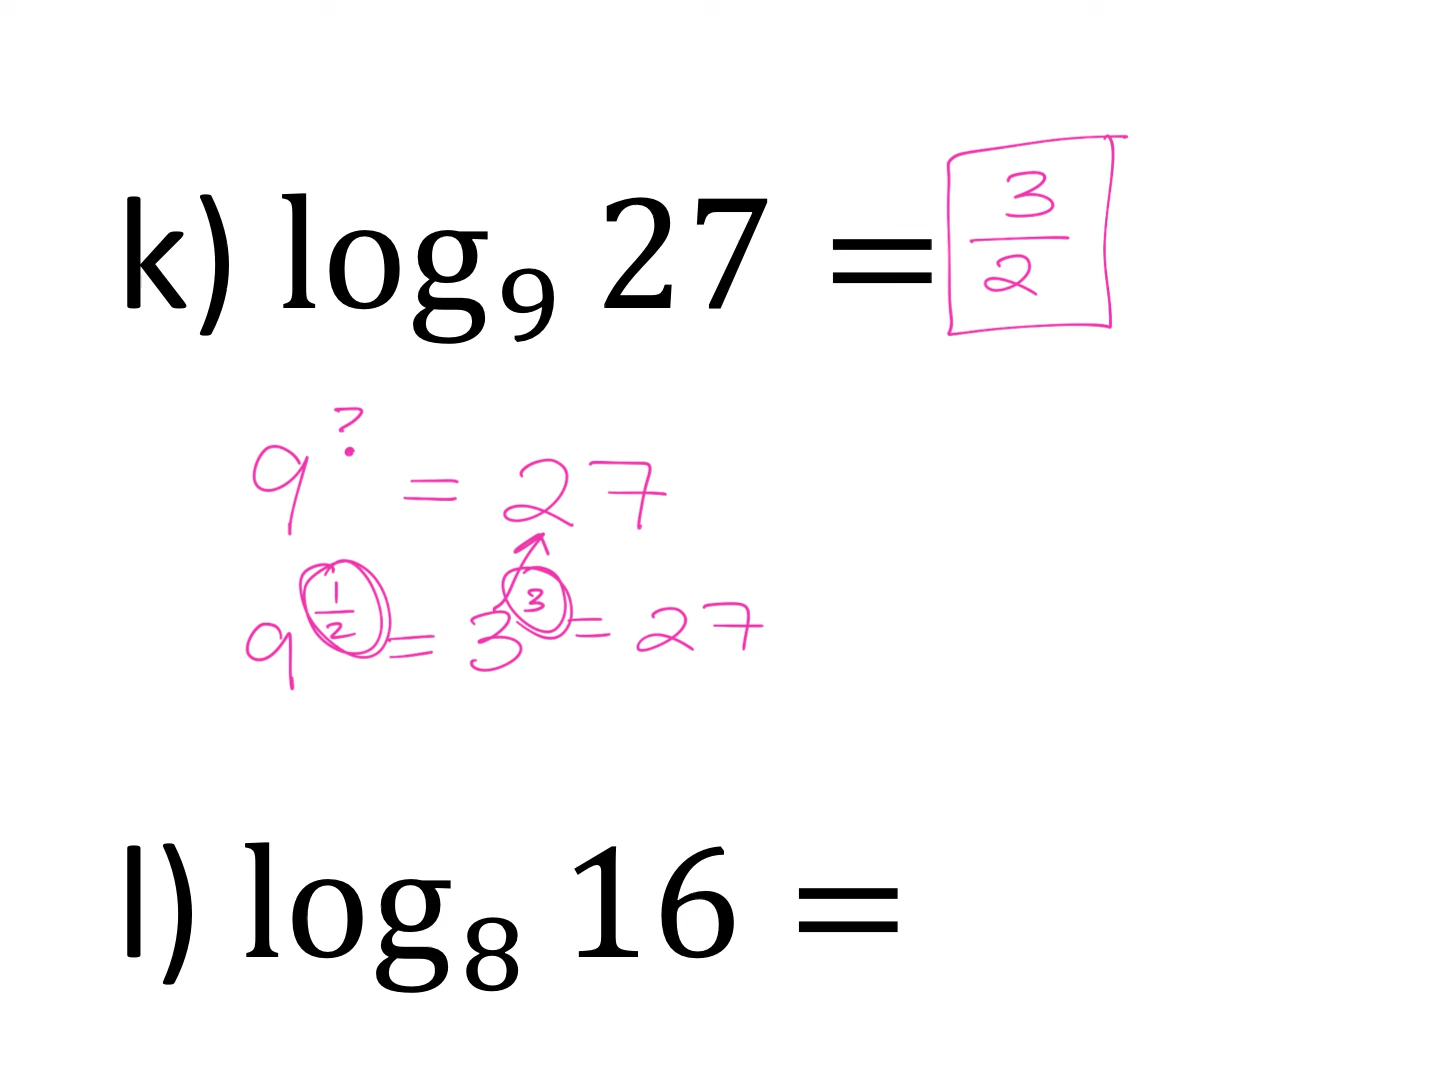 k) log₉ 27 = 3/2
9^? = 27
9^(1/2) = 3^3 = 27
l) log₈ 16 =